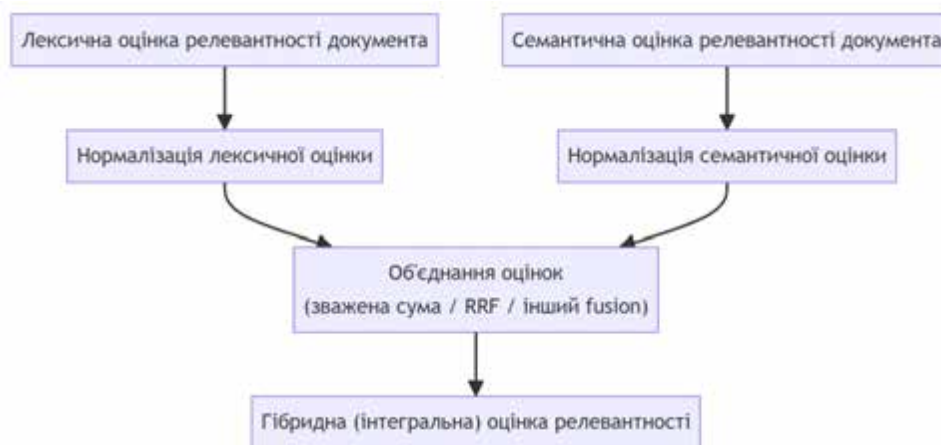 Лексична оцінка релевантності документа
Семантична оцінка релевантності документа
Нормалізація лексичної оцінки
Нормалізація семантичної оцінки
Об'єднання оцінок
(зважена сума / RRF / інший fusion)
Гібридна (інтегральна) оцінка релевантності